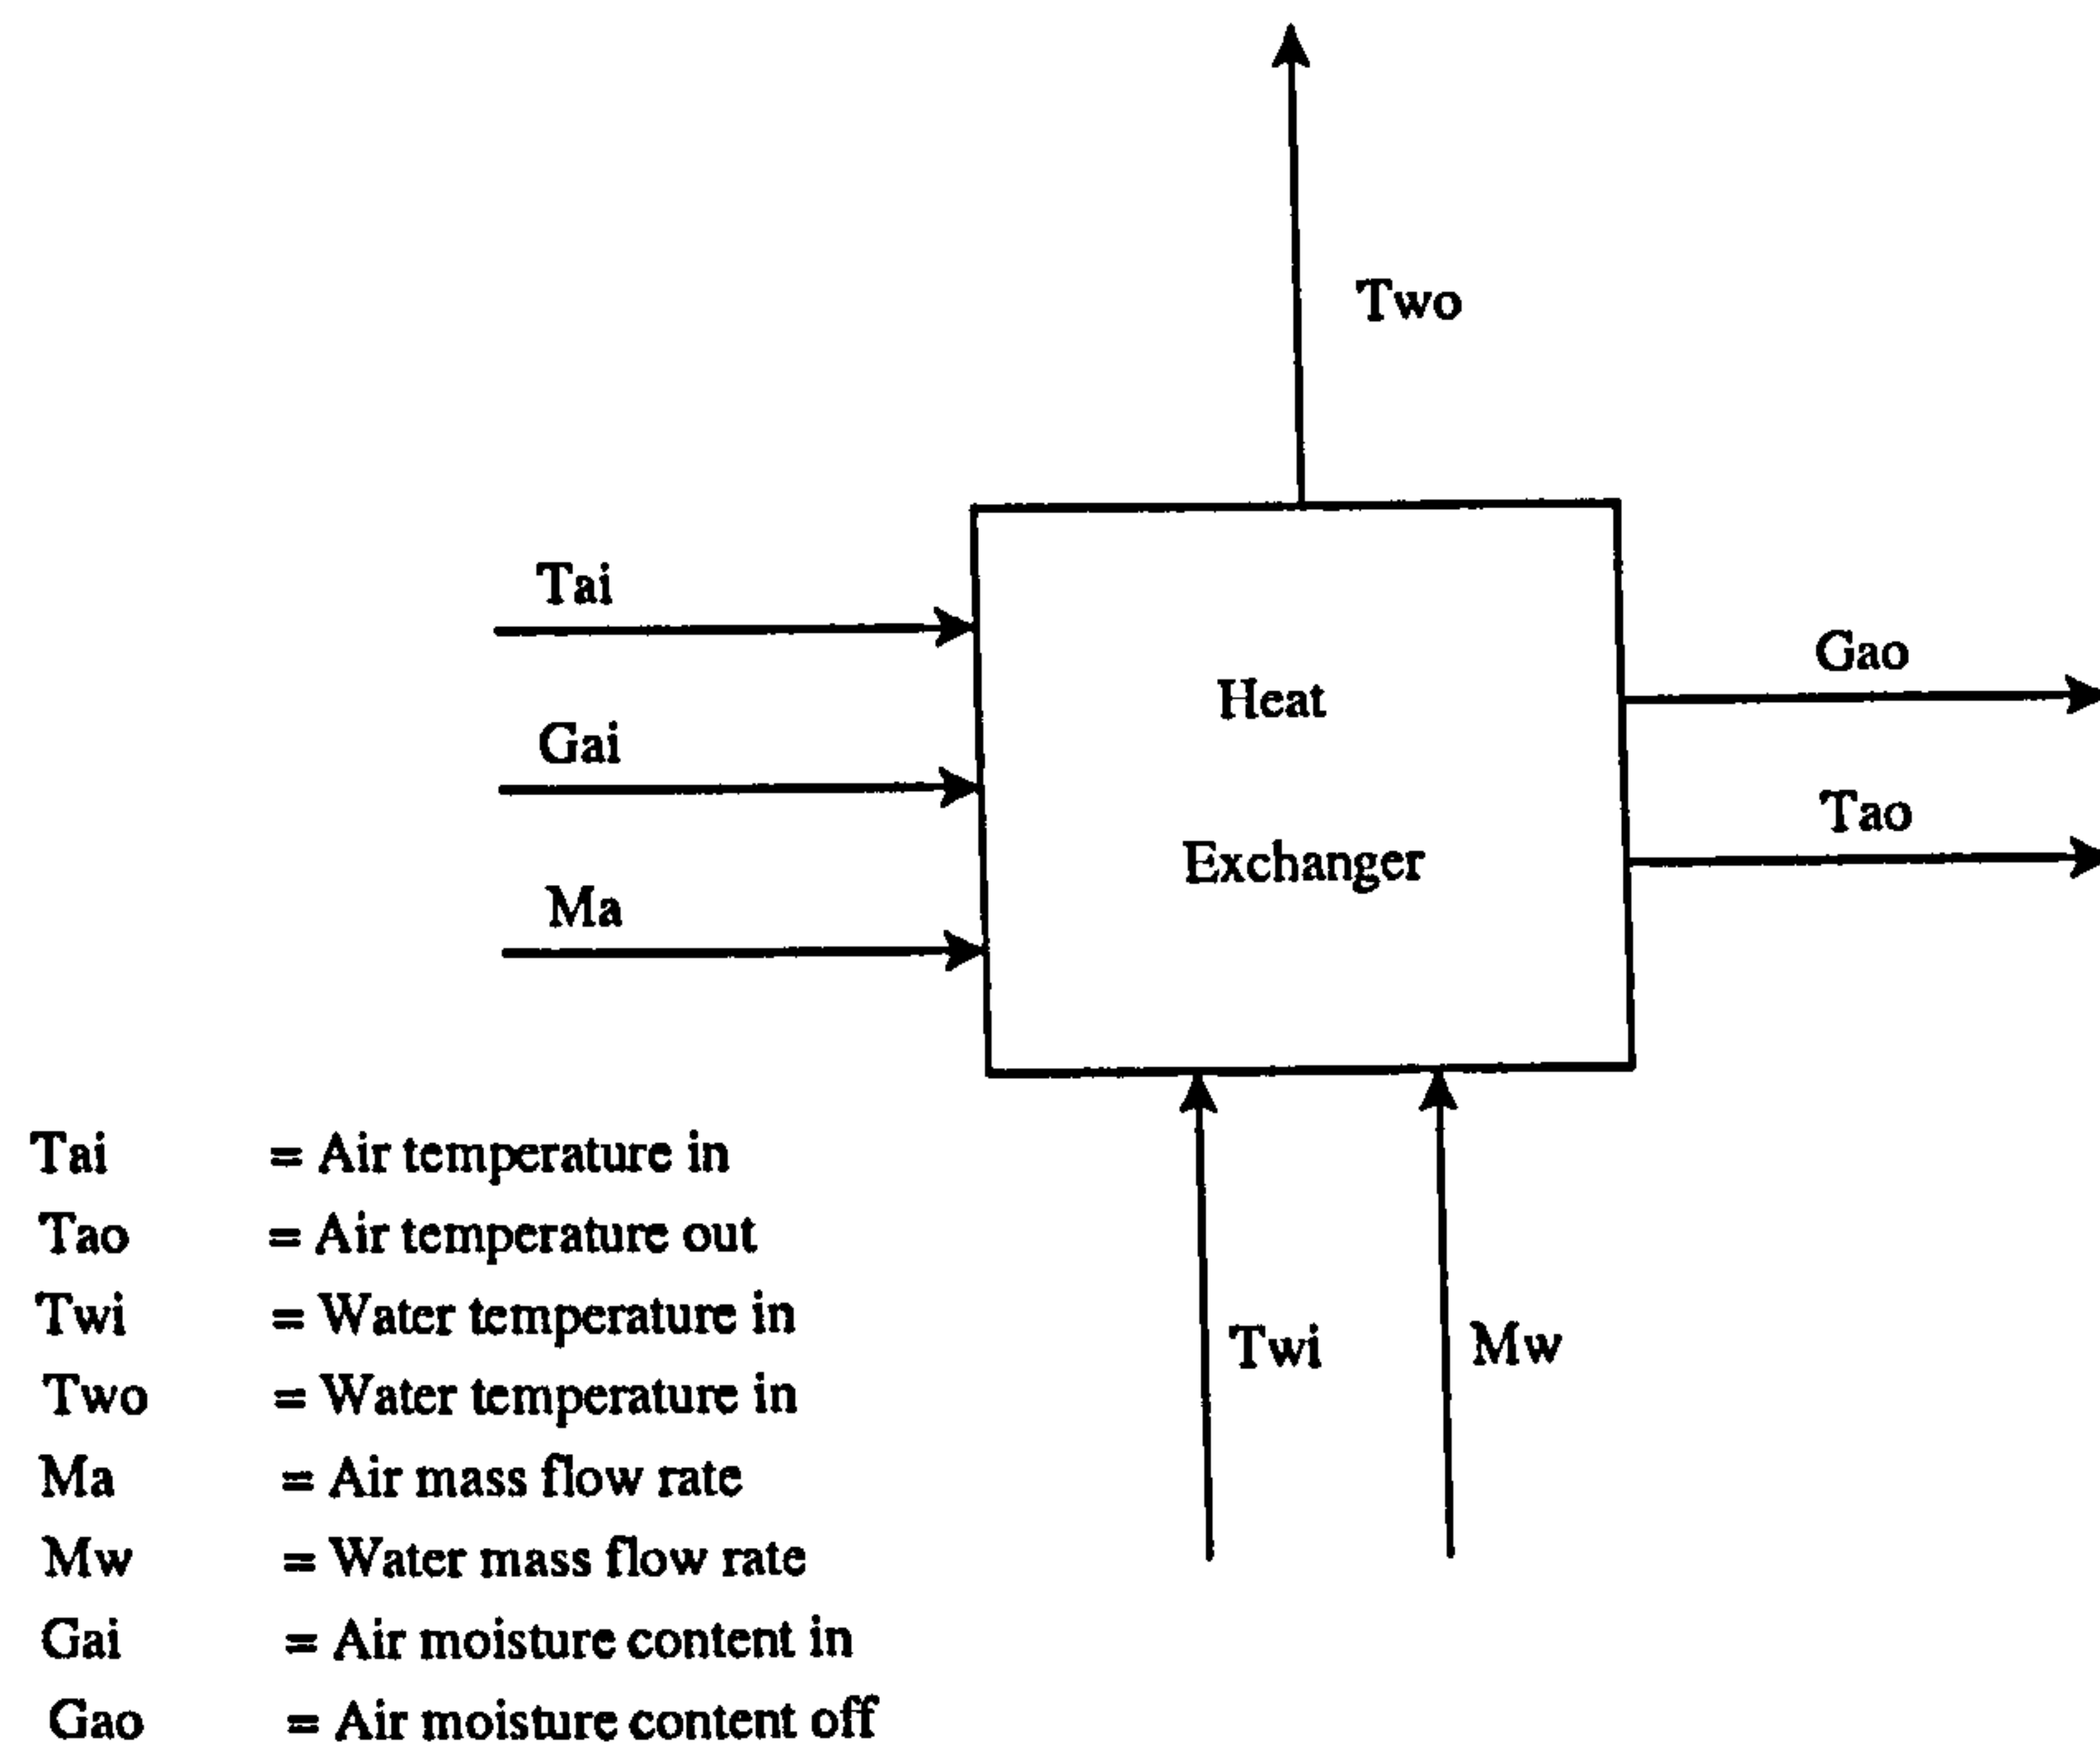 Two
Tai
Gai
Ma
Heat
Exchanger
Gao
Tao
Twi
Mw
Tai = Air temperature in
Tao = Air temperature out
Twi = Water temperature in
Two = Water temperature in
Ma = Air mass flow rate
Mw = Water mass flow rate
Gai = Air moisture content in
Gao = Air moisture content off